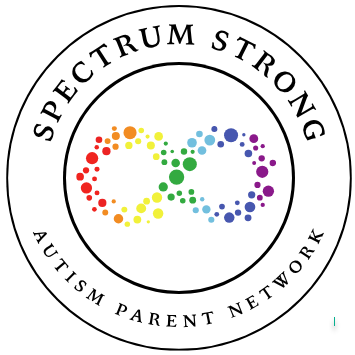 SPECTRUM STRONG
AUTISM PARENT NETWORK